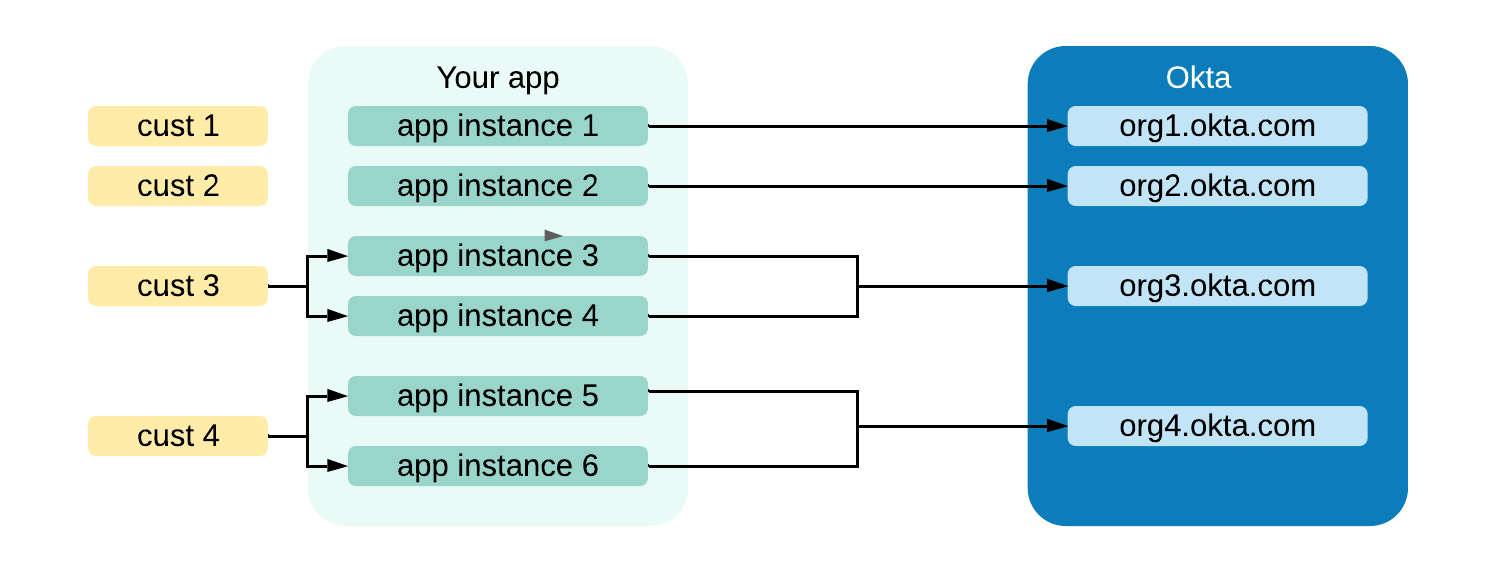 Your app
Okta
cust 1
app instance 1
org1.okta.com
cust 2
app instance 2
org2.okta.com
app instance 3
cust 3
org3.okta.com
app instance 4
app instance 5
cust 4
org4.okta.com
app instance 6